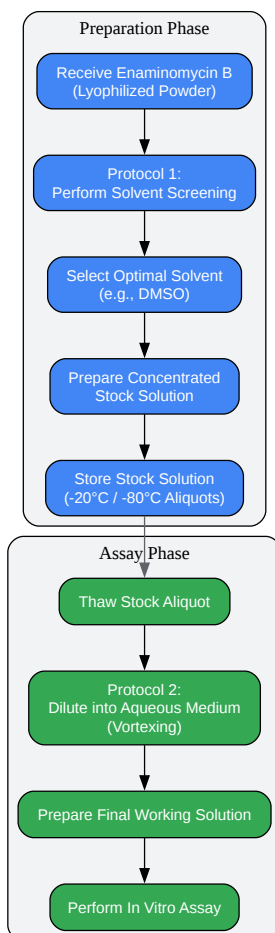 Preparation Phase
Receive Enaminomycin B
(Lyophilized Powder)
Protocol 1:
Perform Solvent Screening
Select Optimal Solvent
(e.g., DMSO)
Prepare Concentrated
Stock Solution
Store Stock Solution
(-20°C / -80°C Aliquots)
Assay Phase
Thaw Stock Aliquot
Protocol 2:
Dilute into Aqueous Medium
(Vortexing)
Prepare Final Working Solution
Perform In Vitro Assay